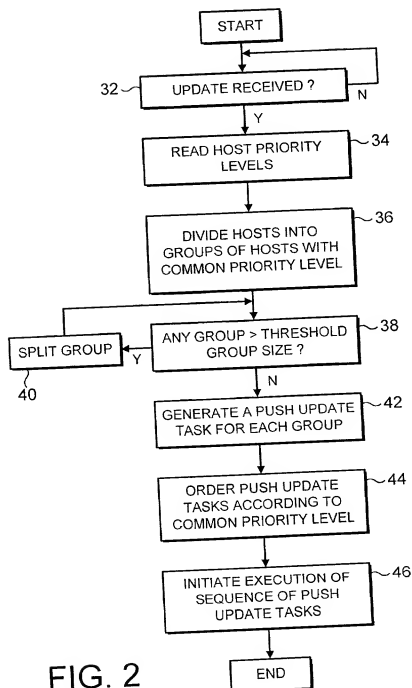 START
32
UPDATE RECEIVED ?
N
Y
READ HOST PRIORITY
LEVELS
34
DIVIDE HOSTS INTO
GROUPS OF HOSTS WITH
COMMON PRIORITY LEVEL
36
SPLIT GROUP
40
Y
ANY GROUP > THRESHOLD
GROUP SIZE ?
38
N
GENERATE A PUSH UPDATE
TASK FOR EACH GROUP
42
ORDER PUSH UPDATE
TASKS ACCORDING TO
COMMON PRIORITY LEVEL
44
INITIATE EXECUTION OF
SEQUENCE OF PUSH
UPDATE TASKS
46
END
FIG. 2